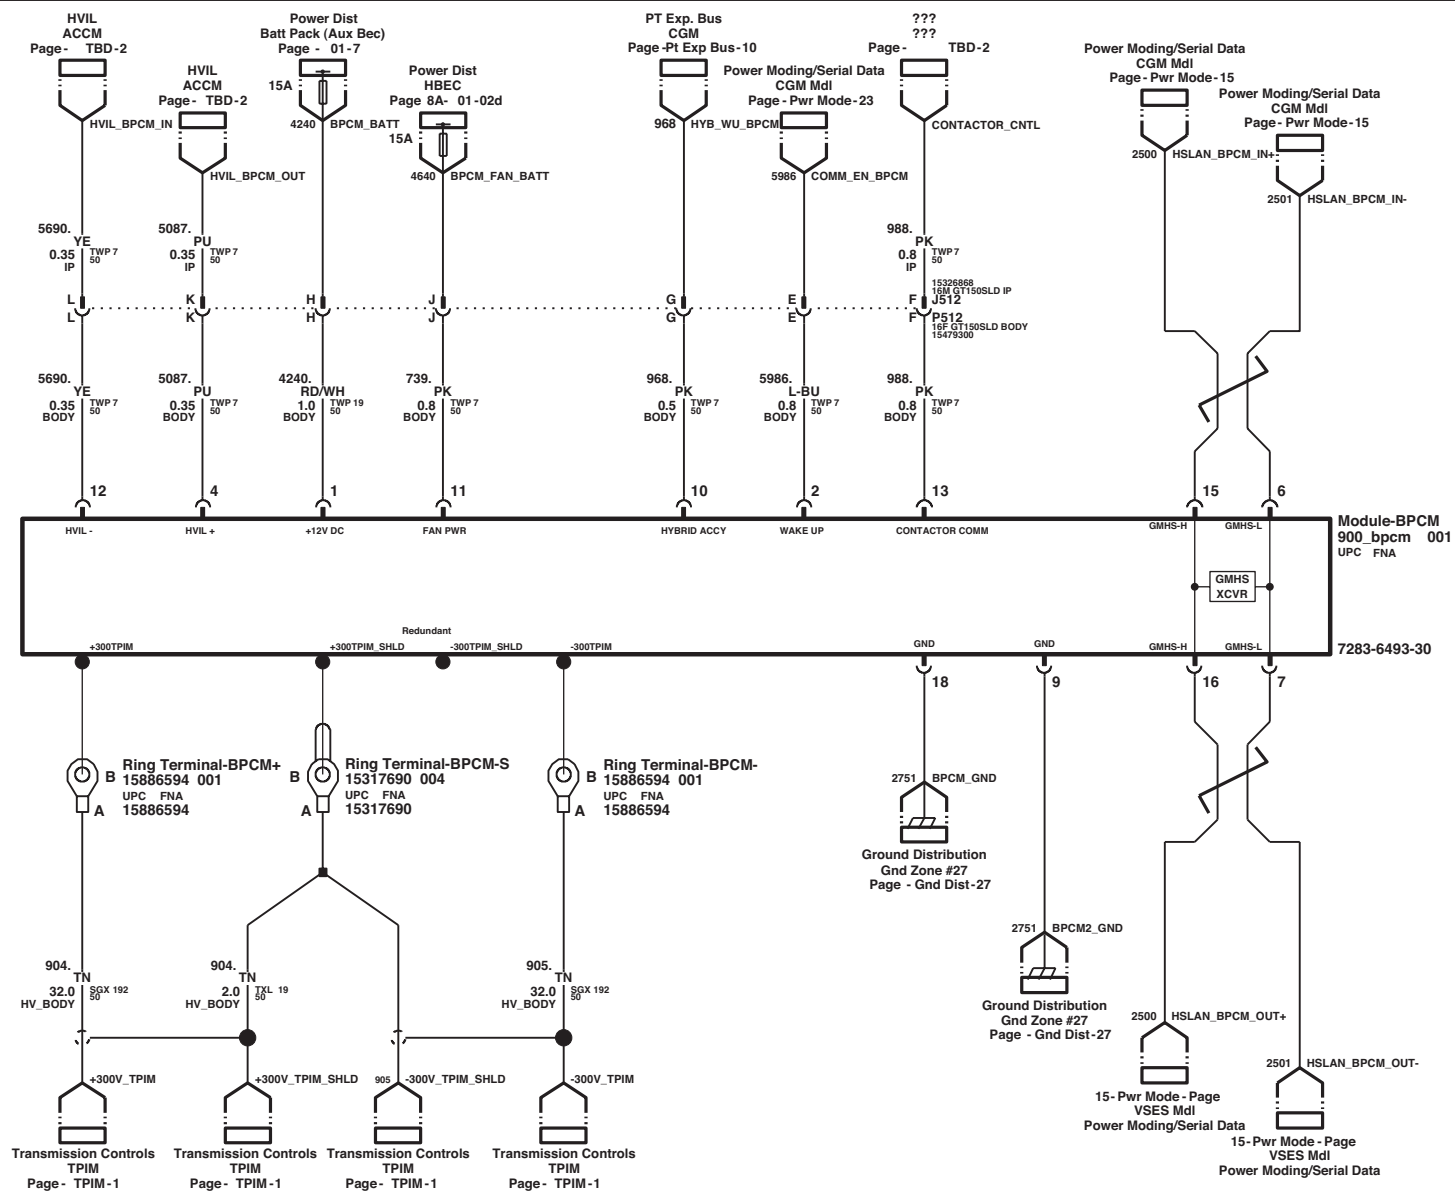 HVIL
ACCM
Page- TBD-2
HVIL_BPCM_IN
HVIL
ACCM
Page- TBD-2
HVIL_BPCM_OUT
Power Dist
Batt Pack (Aux Bec)
Page - 01-7
15A
4240 BPCM_BATT
Power Dist
HBEC
Page 8A- 01-02d
15A
4640 BPCM_FAN_BATT
PT Exp. Bus
CGM
Page-Pt Exp Bus-10
968 HYB_WU_BPCM
Power Moding/Serial Data
CGM Mdl
Page-Pwr Mode-23
5986 COMM_EN_BPCM
???
???
Page- TBD-2
CONTACTOR_CNTL
Power Moding/Serial Data
CGM Mdl
Page-Pwr Mode-15
2500 HSLAN_BPCM_IN+
Power Moding/Serial Data
CGM Mdl
Page-Pwr Mode-15
2501 HSLAN_BPCM_IN-
5690.
YE
0.35 TWP 7
50
IP
5087.
PU
0.35 TWP 7
50
IP
988.
PK
0.8 TWP 7
50
IP
15326868
16M GT150SLD IP
L K H J G E F J512
L K H J G E F P512
16F GT150SLD BODY
15479300
5690.
YE
0.35 TWP 7
BODY 50
5087.
PU
0.35 TWP 7
BODY 50
4240.
RD/WH
1.0 TWP 19
BODY 50
739.
PK
0.8 TWP 7
BODY 50
968.
PK
0.5 TWP 7
BODY 50
5986.
L-BU
0.8 TWP 7
BODY 50
988.
PK
0.8 TWP 7
BODY 50
12 4 1 11 10 2 13 15 6
HVIL - HVIL + +12V DC FAN PWR HYBRID ACCY WAKE UP CONTACTOR COMM GMHS-H GMHS-L
Module-BPCM
900_bpcm 001
UPC FNA
GMHS
XCVR
Redundant
+300TPIM +300TPIM_SHLD -300TPIM_SHLD -300TPIM GND GND GMHS-H GMHS-L
7283-6493-30
18 9 16 7
B Ring Terminal-BPCM+
15886594 001
UPC FNA
A 15886594
B Ring Terminal-BPCM-S
15317690 004
UPC FNA
A 15317690
B Ring Terminal-BPCM-
15886594 001
UPC FNA
A 15886594
2751 BPCM_GND
Ground Distribution
Gnd Zone #27
Page - Gnd Dist-27
2751 BPCM2_GND
Ground Distribution
Gnd Zone #27
Page - Gnd Dist-27
904.
TN
32.0 SGX 192
HV_BODY 50
904.
TN
2.0 TXL 19
HV_BODY 50
905.
TN
32.0 SGX 192
HV_BODY 50
2500 HSLAN_BPCM_OUT+
15-Pwr Mode-Page
VSES Mdl
Power Moding/Serial Data
2501 HSLAN_BPCM_OUT-
15-Pwr Mode-Page
VSES Mdl
Power Moding/Serial Data
+300V_TPIM
Transmission Controls
TPIM
Page- TPIM-1
+300V_TPIM_SHLD
Transmission Controls
TPIM
Page- TPIM-1
905 -300V_TPIM_SHLD
Transmission Controls
TPIM
Page- TPIM-1
-300V_TPIM
Transmission Controls
TPIM
Page- TPIM-1